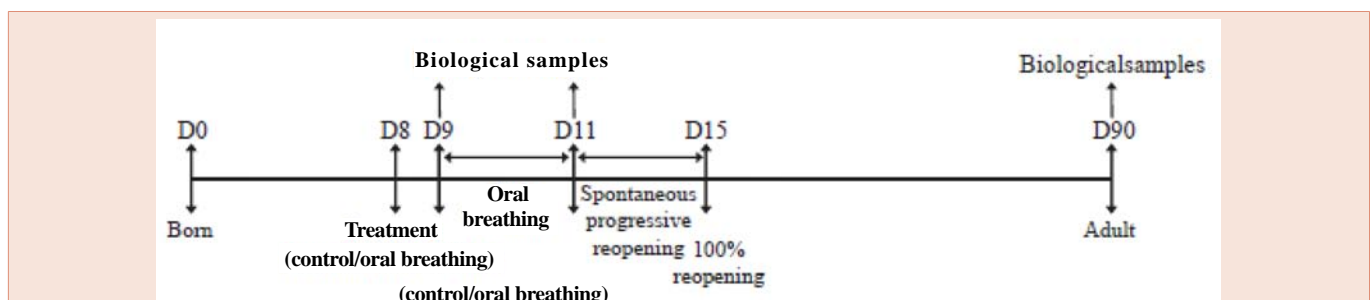 Biological samples
Biologicalsamples
D0 D8 D9 D11 D15 D90
Born
Treatment
(control/oral breathing)
(control/oral breathing)
Oral
breathing
Spontaneous
progressive
reopening
100%
reopening
Adult